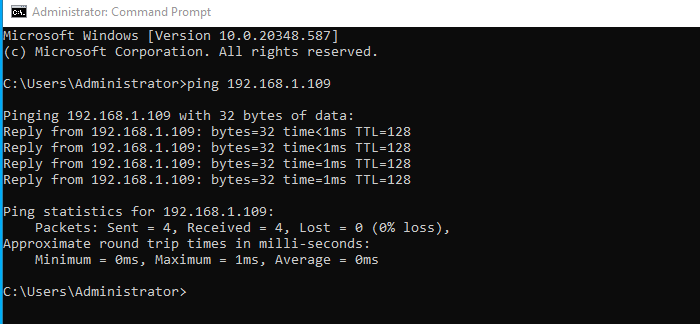 Administrator: Command Prompt
Microsoft Windows [Version 10.0.20348.587]
(c) Microsoft Corporation. All rights reserved.
C:\Users\Administrator>ping 192.168.1.109
Pinging 192.168.1.109 with 32 bytes of data:
Reply from 192.168.1.109: bytes=32 time<1ms TTL=128
Reply from 192.168.1.109: bytes=32 time<1ms TTL=128
Reply from 192.168.1.109: bytes=32 time=1ms TTL=128
Reply from 192.168.1.109: bytes=32 time=1ms TTL=128
Ping statistics for 192.168.1.109:
    Packets: Sent = 4, Received = 4, Lost = 0 (0% loss),
Approximate round trip times in milli-seconds:
    Minimum = 0ms, Maximum = 1ms, Average = 0ms
C:\Users\Administrator>